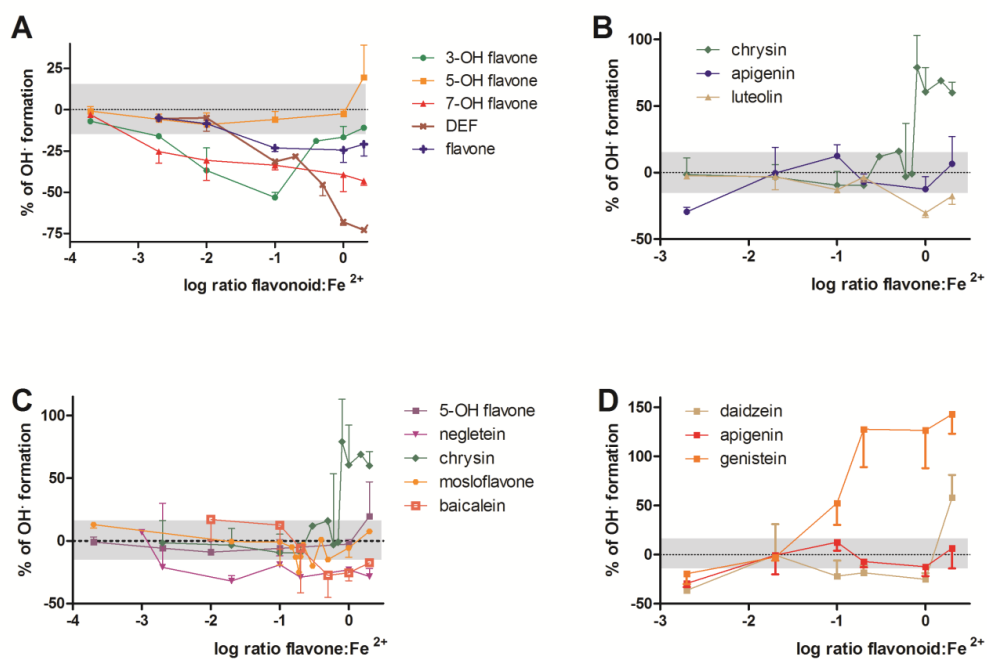 A
% of OH· formation
25
0
-25
-50
-75
-4
-3
-2
-1
0
log ratio flavonoid:Fe 2+
3-OH flavone
5-OH flavone
7-OH flavone
DEF
flavone
B
% of OH· formation
100
50
0
-50
-3
-2
-1
0
log ratio flavone:Fe 2+
chrysin
apigenin
luteolin
C
% of OH· formation
100
50
0
-50
-5
-4
-3
-2
-1
0
log ratio flavone:Fe 2+
5-OH flavone
negletein
chrysin
mosloflavone
baicalein
D
% of OH· formation
150
100
50
0
-50
-3
-2
-1
0
log ratio flavonoid:Fe 2+
daidzein
apigenin
genistein